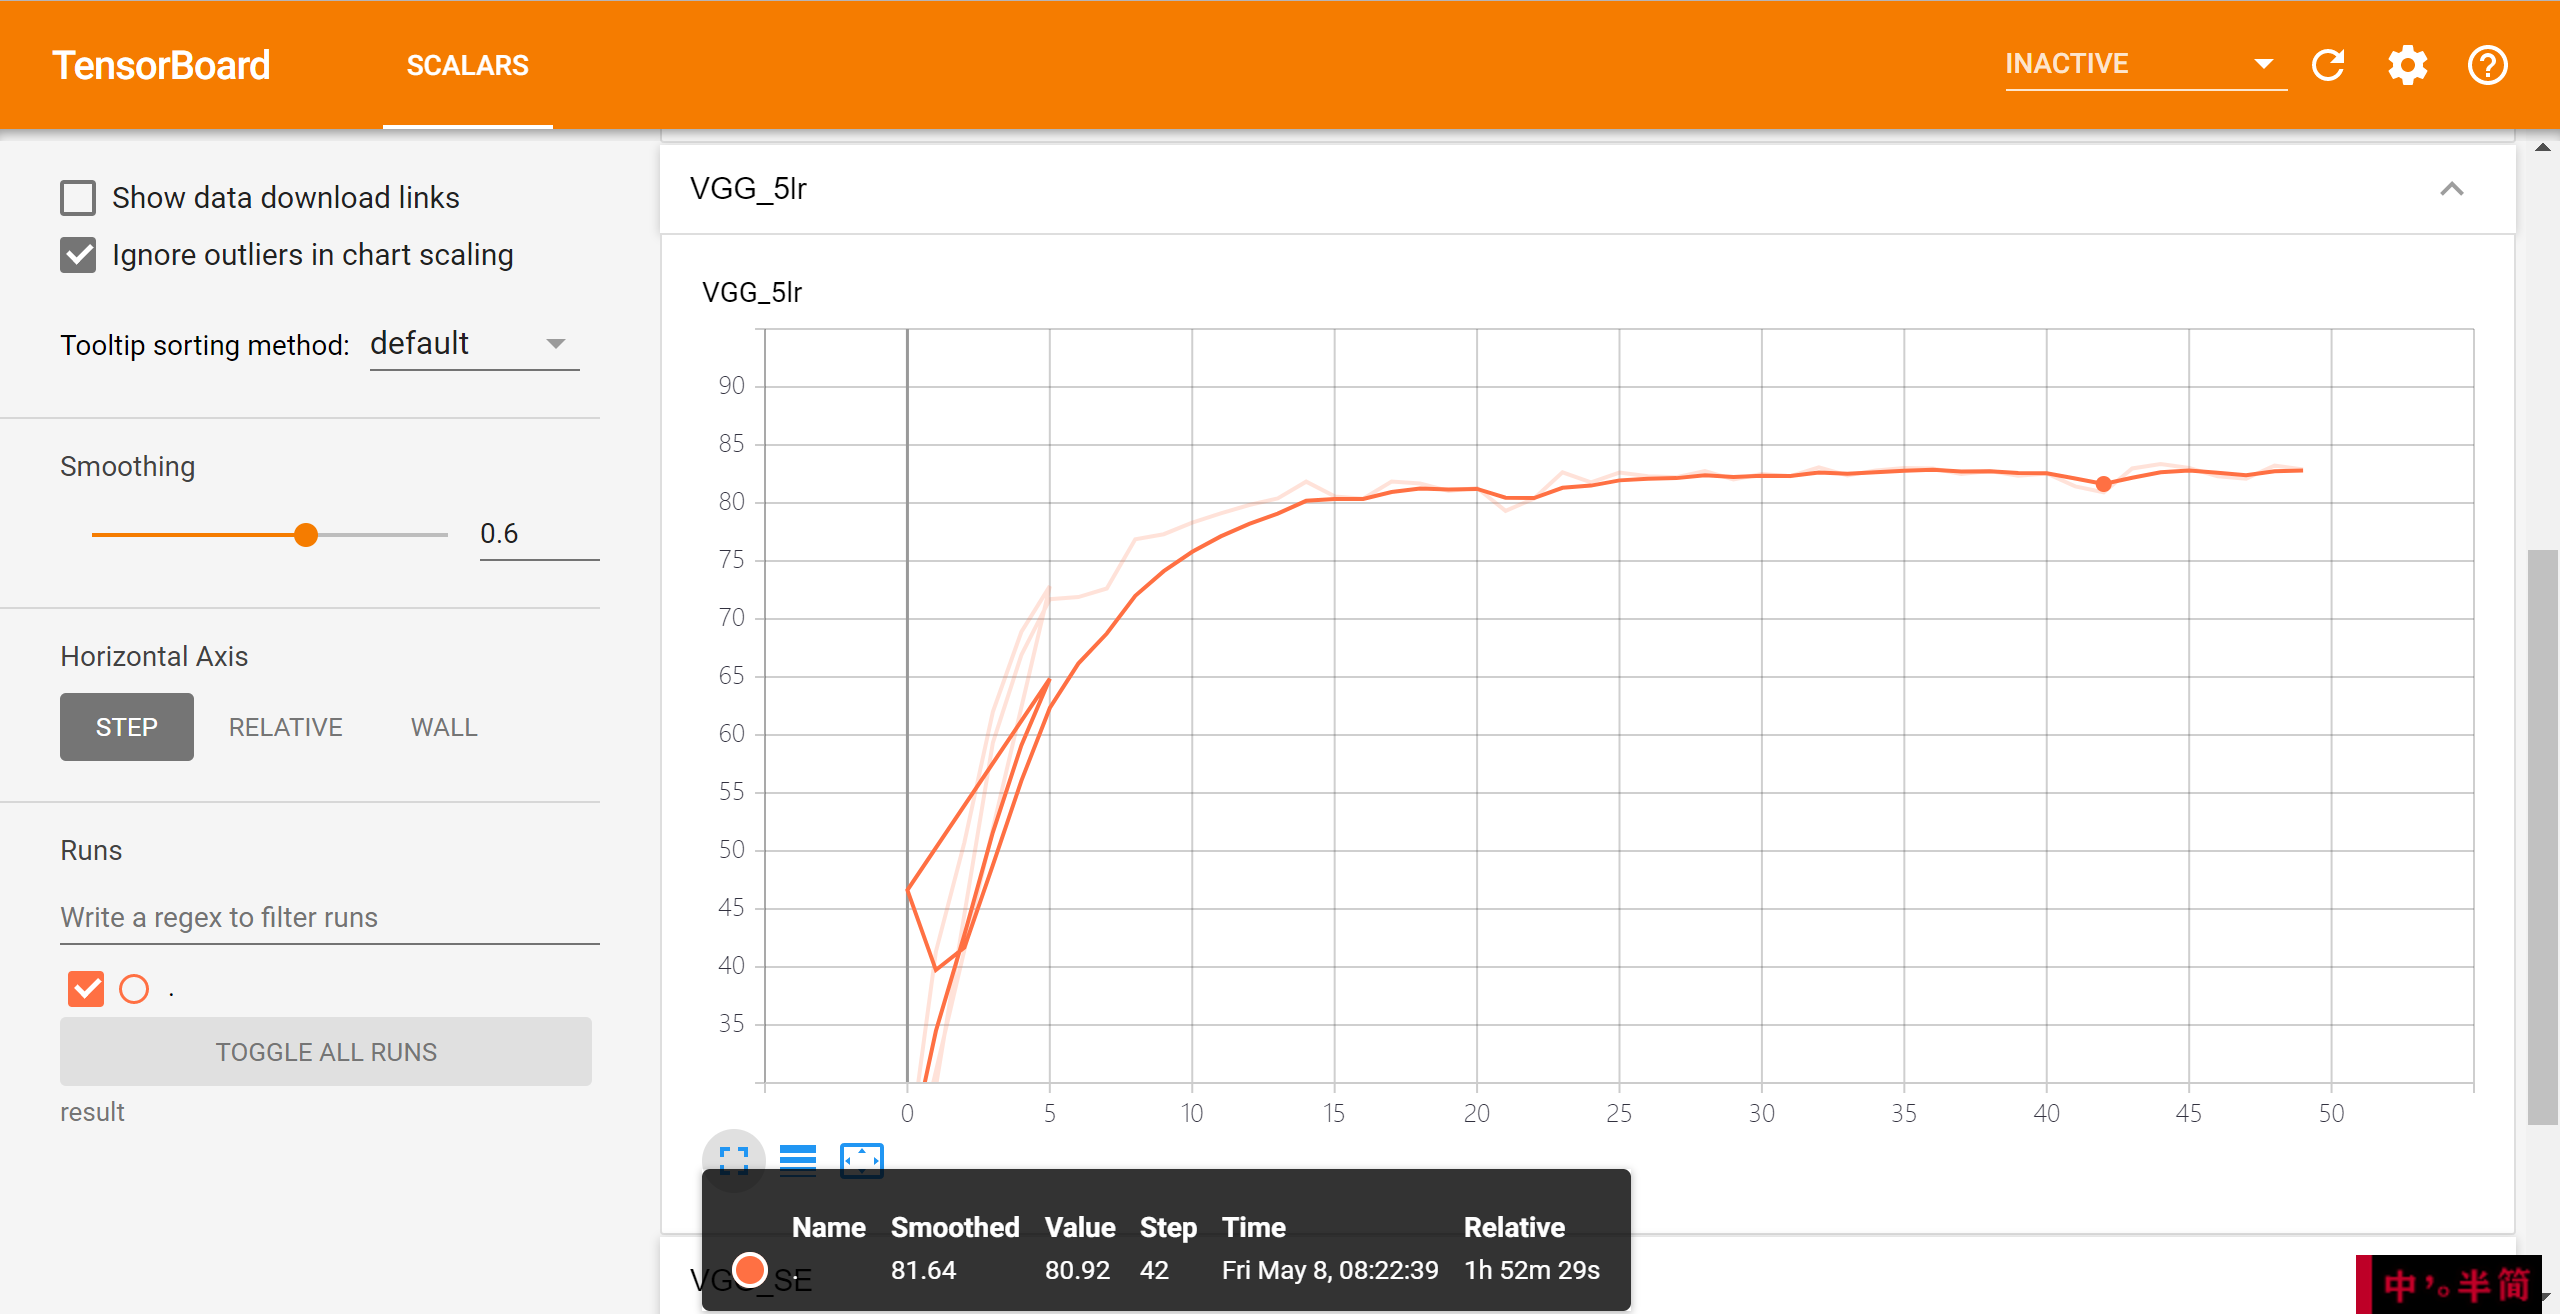 TensorBoard SCALARS INACTIVE
Show data download links
Ignore outliers in chart scaling
Tooltip sorting method: default
Smoothing
0.6
Horizontal Axis
STEP RELATIVE WALL
Runs
Write a regex to filter runs
.
TOGGLE ALL RUNS
result
VGG_5lr
VGG_5lr
90
85
80
75
70
65
60
55
50
45
40
35
0 5 10 15 20 25 30 35 40 45 50
Name Smoothed Value Step Time Relative
. 81.64 80.92 42 Fri May 8, 08:22:39 1h 52m 29s
VGG_SE
中 ’。半 简